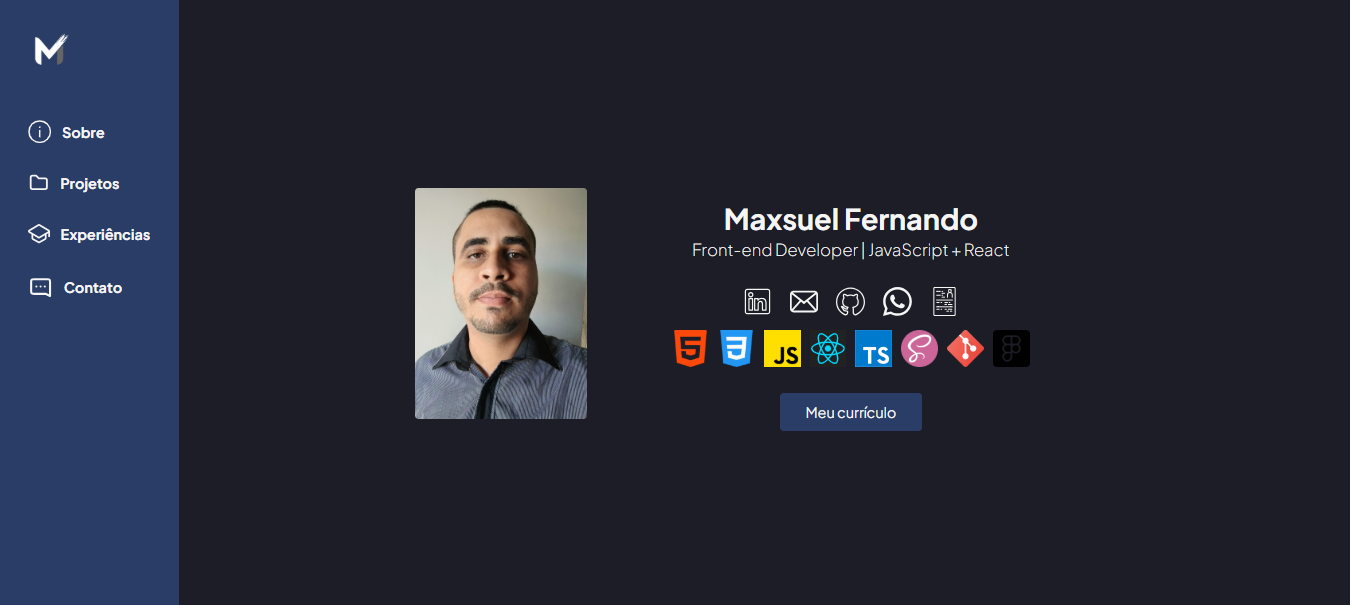 M
Sobre
Projetos
Experiências
Contato
Maxsuel Fernando
Front-end Developer | JavaScript + React
in
5 3 JS TS
Meu currículo